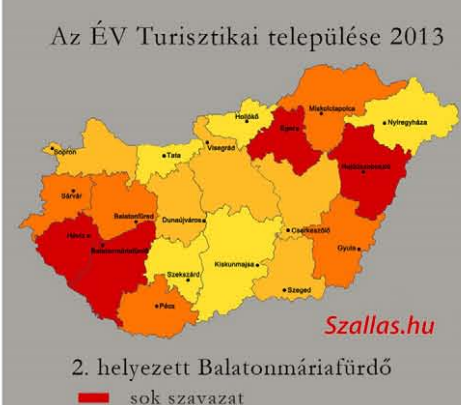 Az ÉV Turisztikai települése 2013
Hollókő
Miskolctapolca
Nyíregyháza
Eger
Sopron
Tata
Visegrád
Hajdúszoboszló
Sárvár
Balatonfüred
Dunaújváros
Cserkeszőlő
Hévíz
Balatonmáriafürdő
Gyula
Kiskunmajsa
Szekszárd
Szeged
Pécs
Szallas.hu
2. helyezett Balatonmáriafürdő
sok szavazat